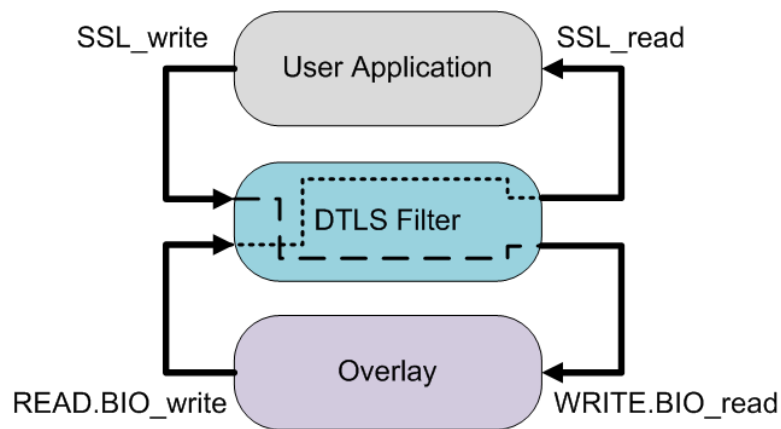 SSL_write
User Application
SSL_read
DTLS Filter
Overlay
READ.BIO_write
WRITE.BIO_read